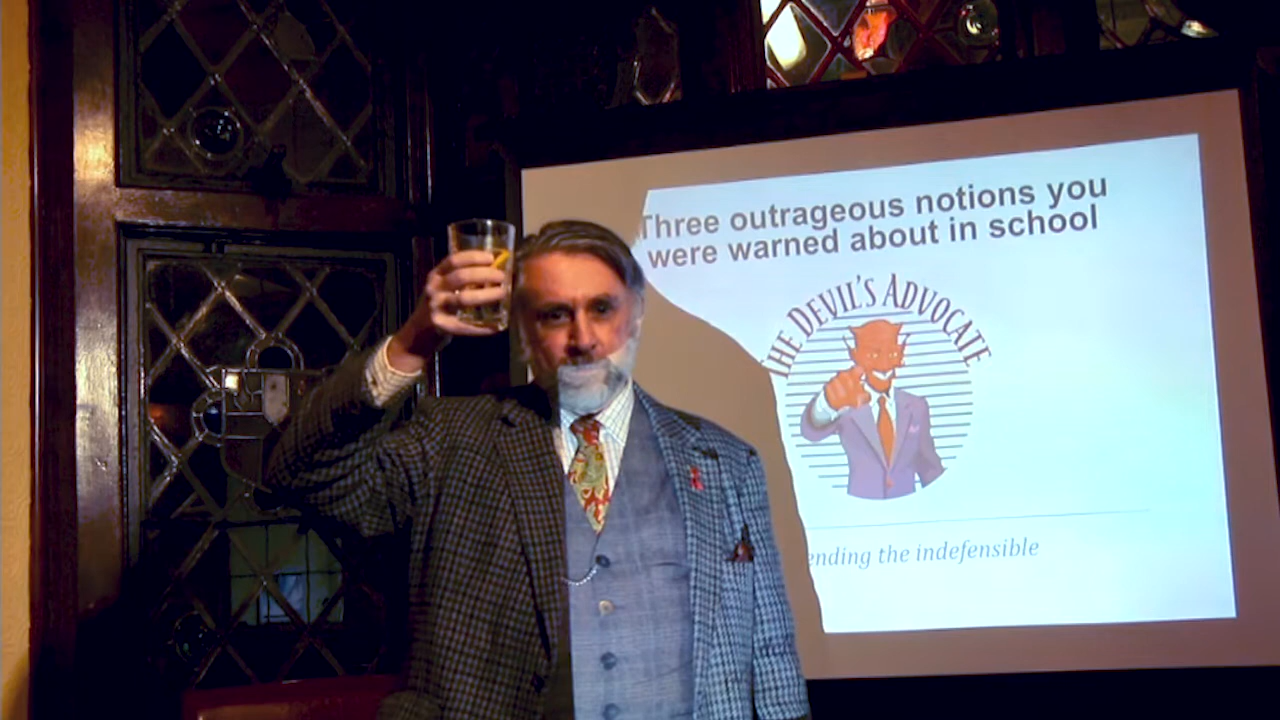 Three outrageous notions you
were warned about in school
THE DEVIL'S ADVOCATE
ending the indefensible